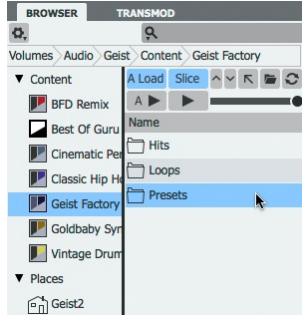 BROWSER TRANSMOD
Volumes Audio Geist Content Geist Factory
▼ Content
BFD Remix
Best Of Guru
Cinematic Per
Classic Hip Ho
Geist Factory
Goldbaby Syn
Vintage Drum
▼ Places
Geist2
A Load Slice
A ▶ ▶
Name
Hits
Loops
Presets